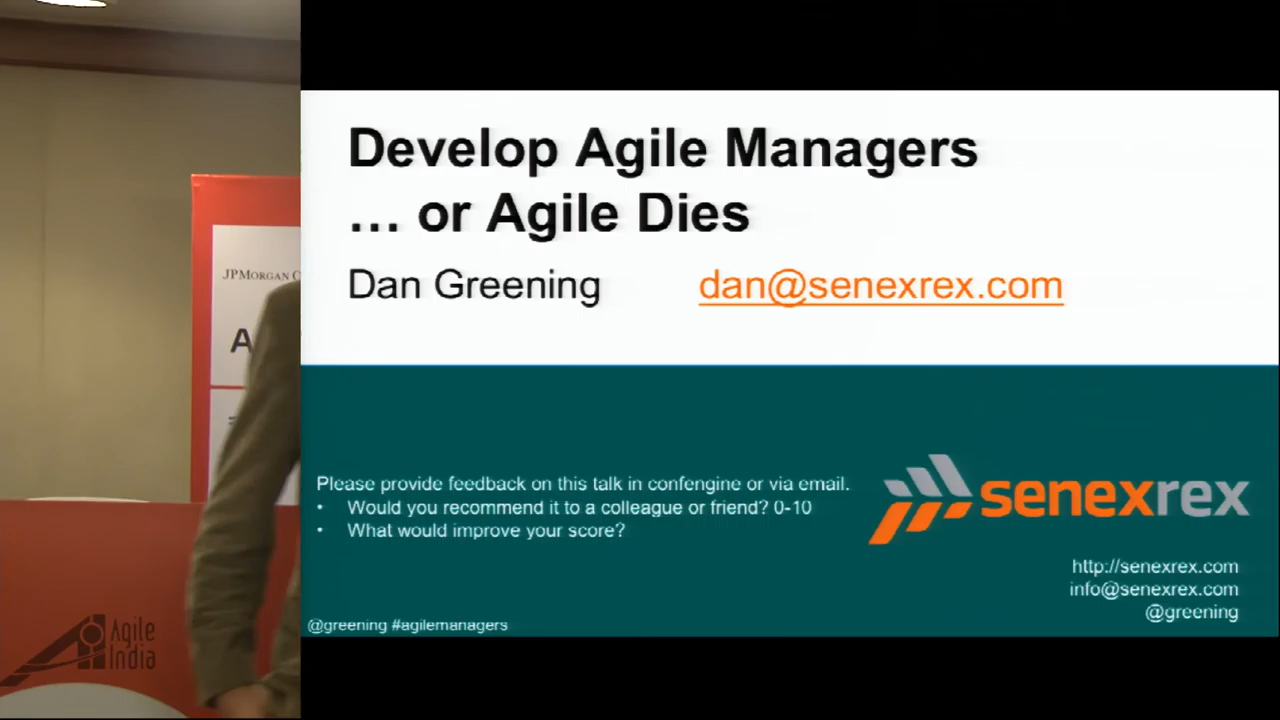 Develop Agile Managers
… or Agile Dies
Dan Greening dan@senexrex.com
Please provide feedback on this talk in confengine or via email.
• Would you recommend it to a colleague or friend? 0-10
• What would improve your score?
senexrex
http://senexrex.com
info@senexrex.com
@greening
@greening #agilemanagers
JPMORGAN C
A
Agile
India